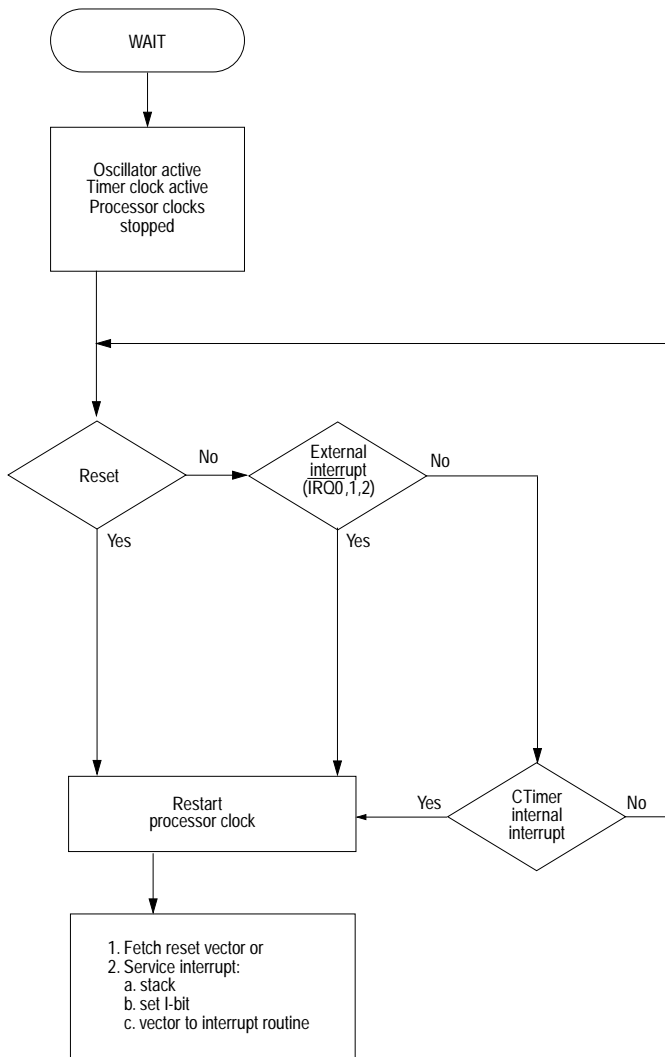 WAIT
Oscillator active
Timer clock active
Processor clocks
stopped
Reset
No
Yes
External
interrupt
(IRQ0,1,2)
No
Yes
CTimer
internal
interrupt
Yes
No
Restart
processor clock
1. Fetch reset vector or
2. Service interrupt:
a. stack
b. set I-bit
c. vector to interrupt routine